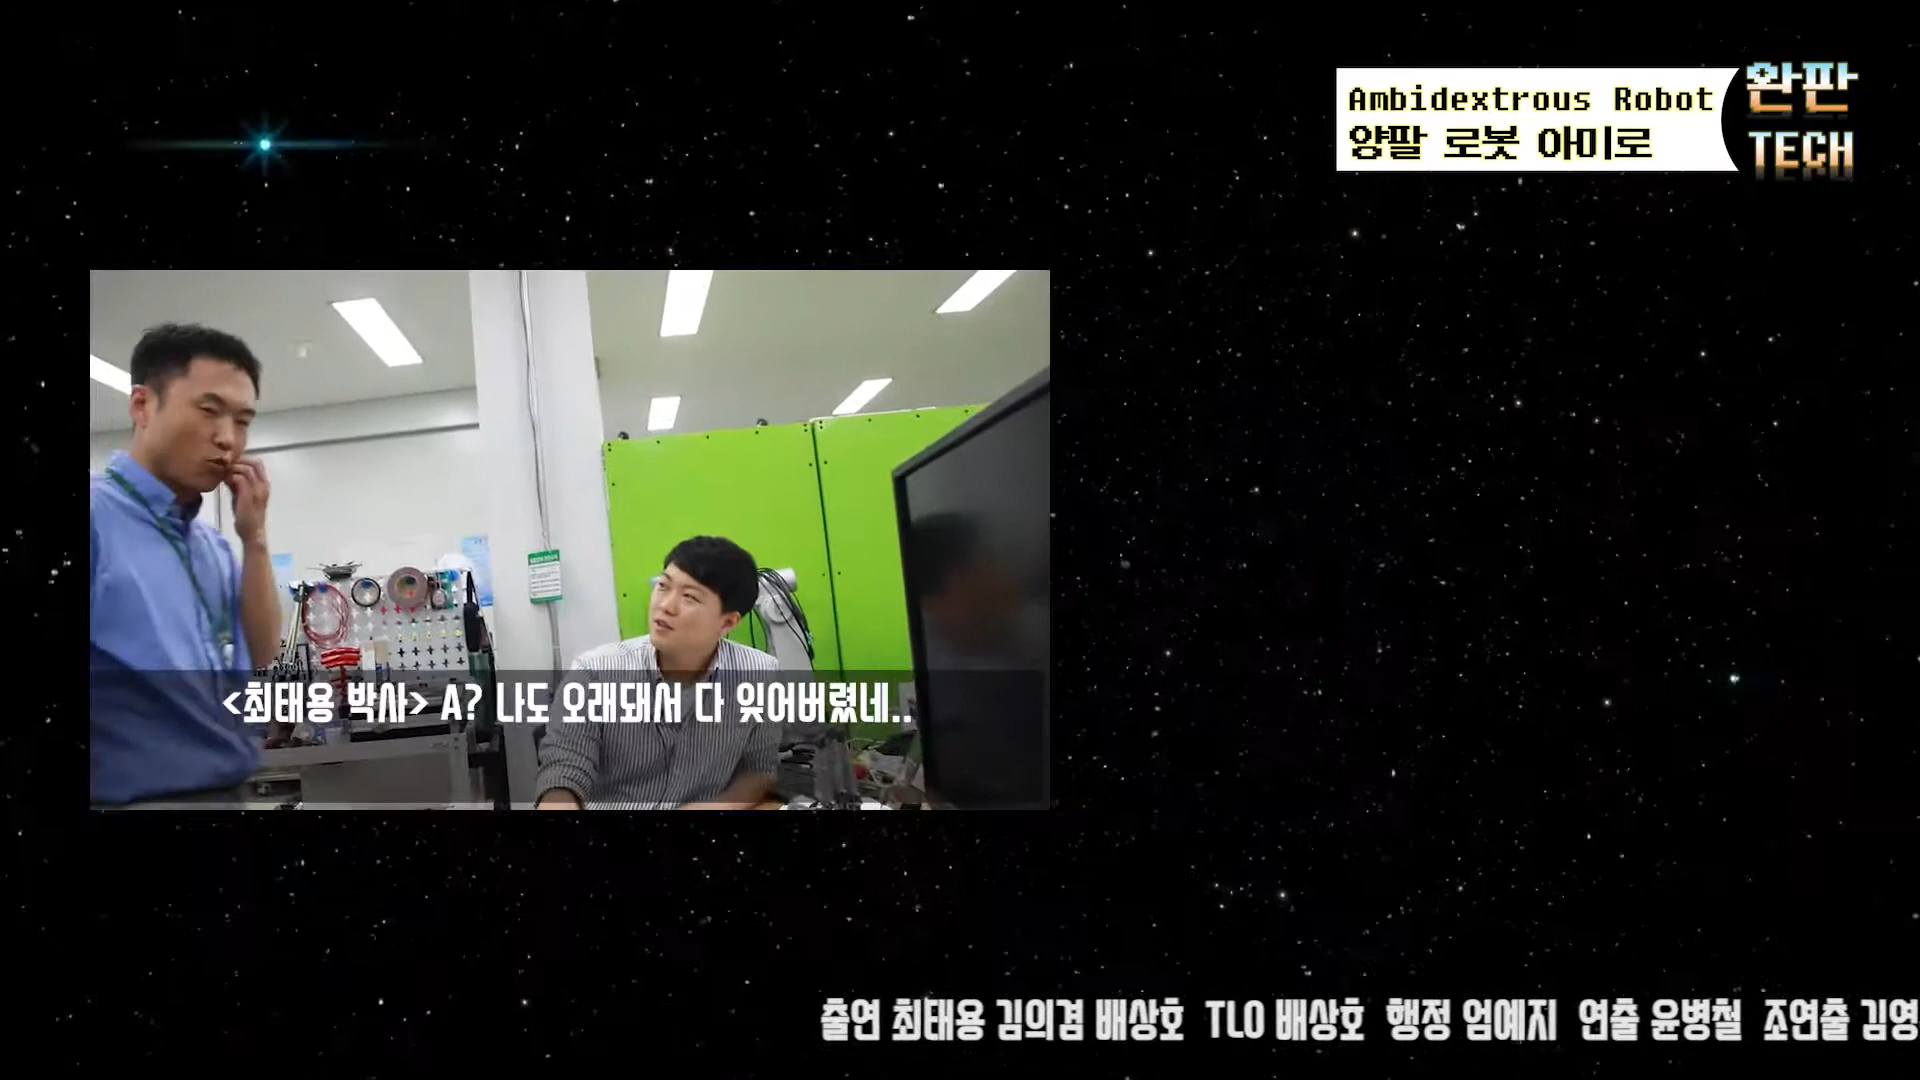 Ambidextrous Robot
양팔 로봇 아미로
완판
TECH
<최태용 박사> A? 나도 오래돼서 다 잊어버렸네..
출연 최태용 김의겸 배상호 TLO 배상호 행정 엄예지 연출 윤병철 조연출 김영